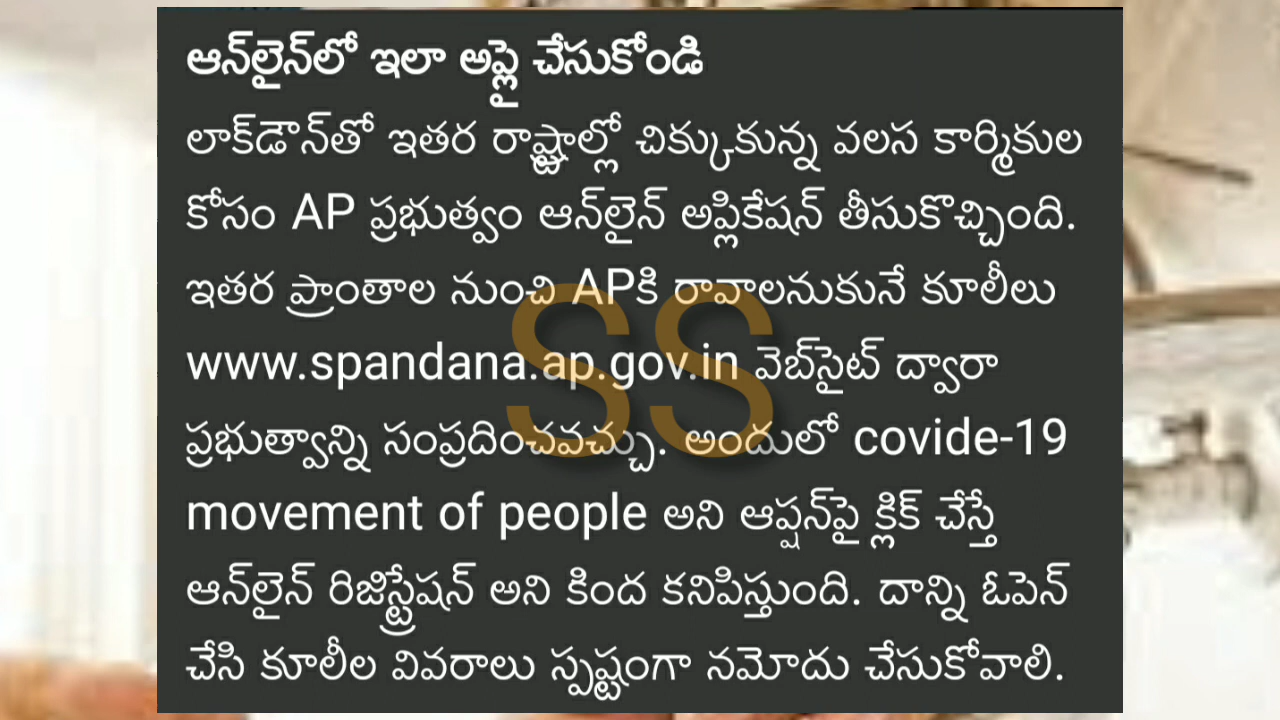 ఆన్‌లైన్‌లో ఇలా అప్లై చేసుకోండి
లాక్‌డౌన్‌తో ఇతర రాష్ట్రాల్లో చిక్కుకున్న వలస కార్మికుల
కోసం AP ప్రభుత్వం ఆన్‌లైన్ అప్లికేషన్ తీసుకొచ్చింది.
ఇతర ప్రాంతాల నుంచి APకి రావాలనుకునే కూలీలు
www.spandana.ap.gov.in వెబ్‌సైట్ ద్వారా
ప్రభుత్వాన్ని సంప్రదించవచ్చు. అందులో covide-19
movement of people అని ఆప్షన్‌పై క్లిక్ చేస్తే
ఆన్‌లైన్ రిజిస్ట్రేషన్ అని కింద కనిపిస్తుంది. దాన్ని ఓపెన్
చేసి కూలీల వివరాలు స్పష్టంగా నమోదు చేసుకోవాలి.
SS